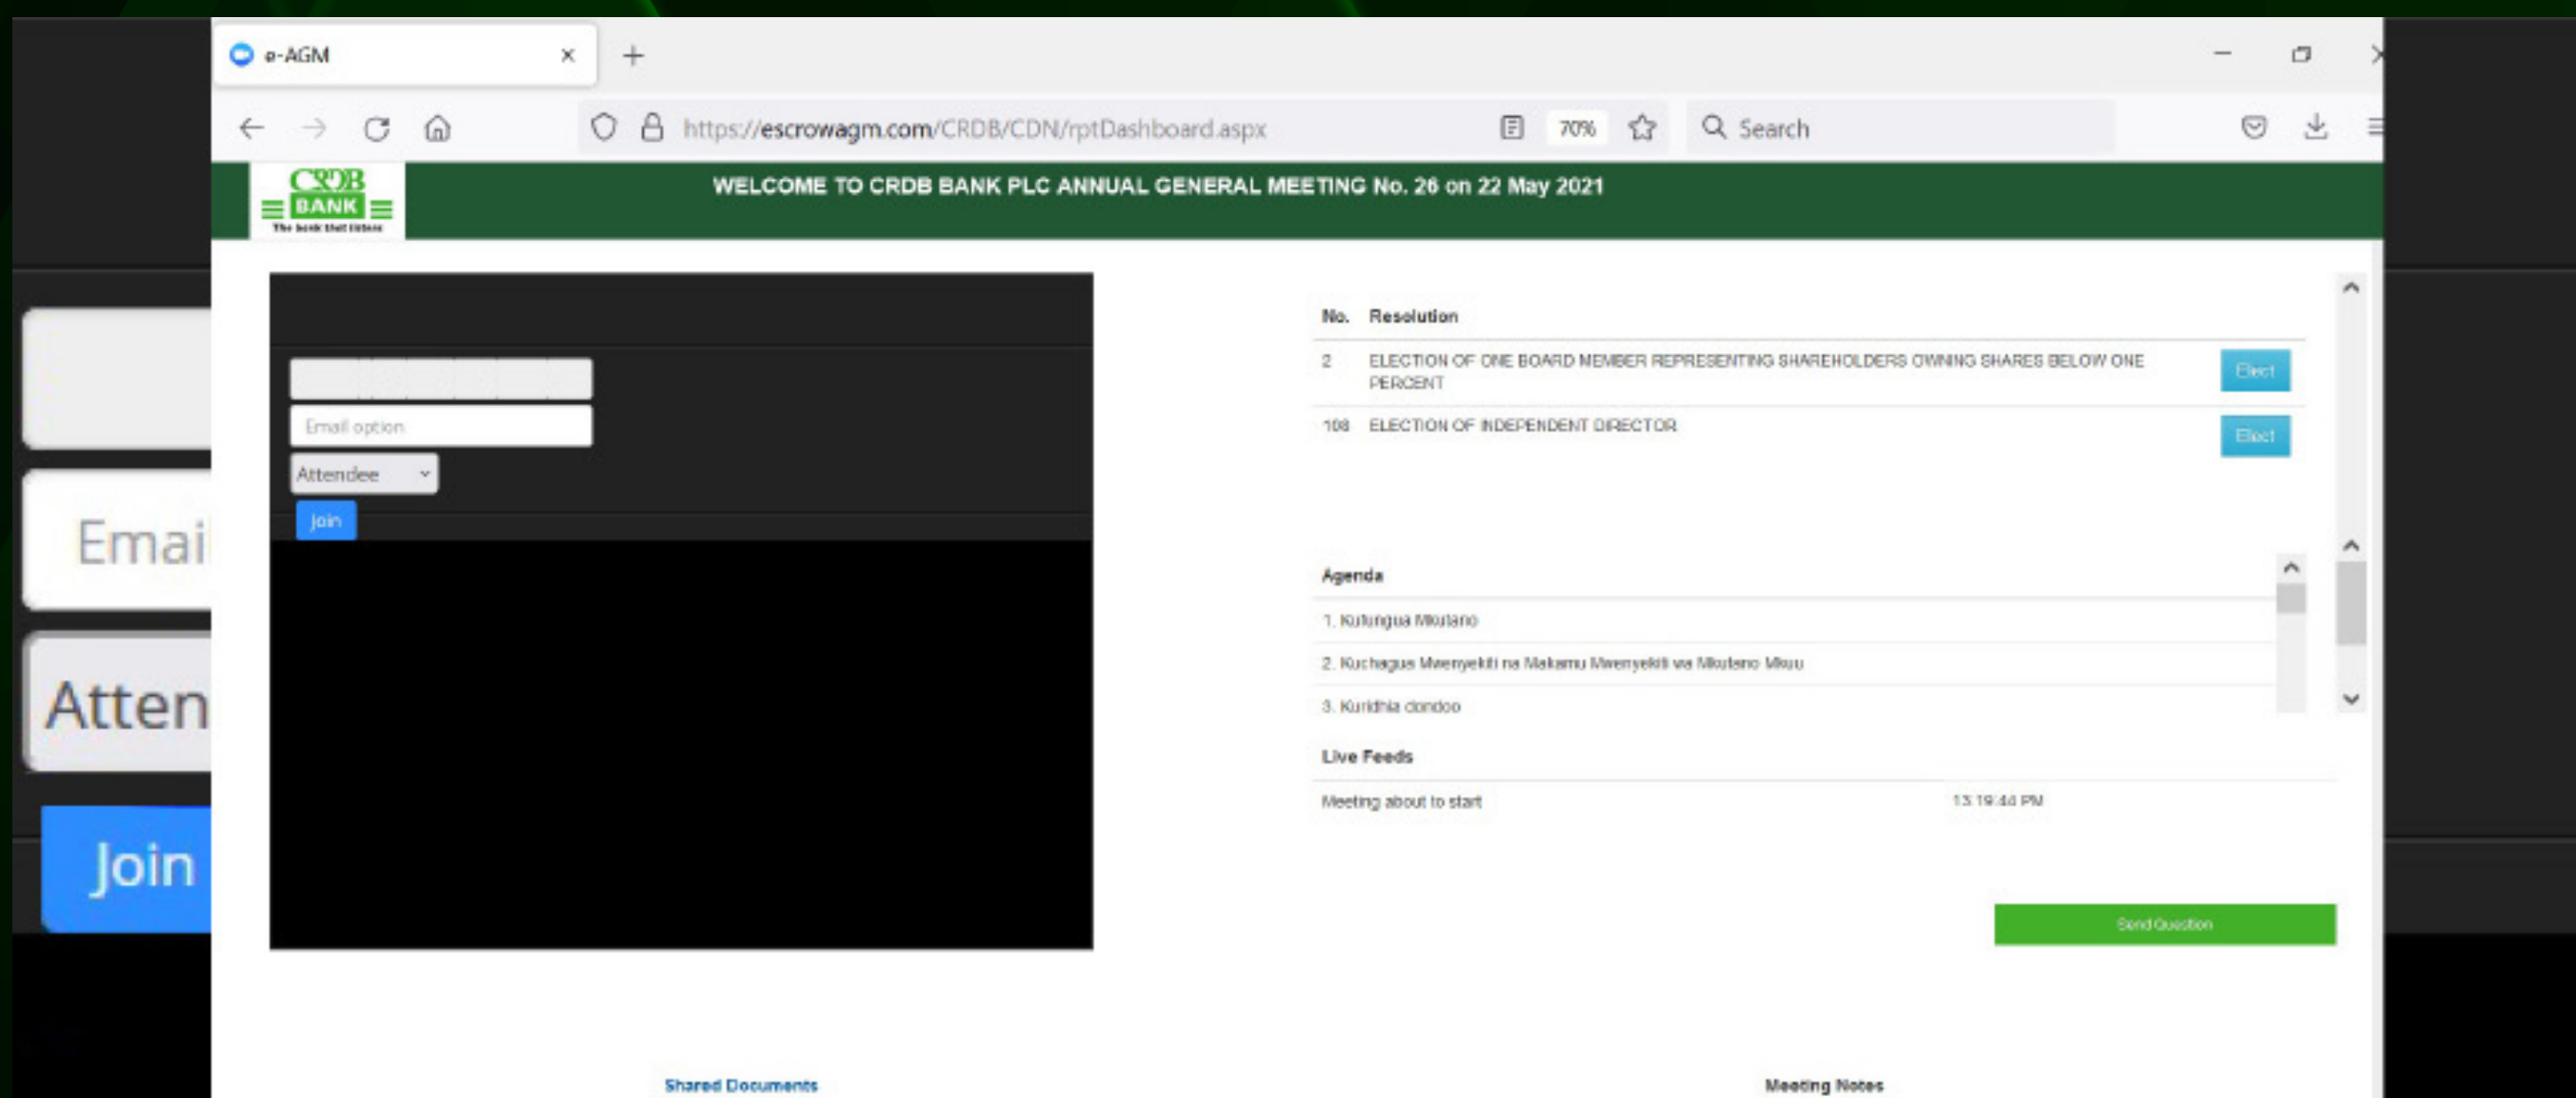 e-AGM
https://escrowagm.com/CRDB/CDN/rptDashboard.aspx
70%
Search
CRDB
BANK
The bank that listens
WELCOME TO CRDB BANK PLC ANNUAL GENERAL MEETING No. 26 on 22 May 2021
Email option
Attendee
Join
Emai
Atten
Join
No. Resolution
2 ELECTION OF ONE BOARD MEMBER REPRESENTING SHAREHOLDERS OWNING SHARES BELOW ONE
PERCENT
Elect
108 ELECTION OF INDEPENDENT DIRECTOR
Elect
Agenda
1. Kufungua Mkutano
2. Kuchagua Mwenyekiti na Makamu Mwenyekiti wa Mkutano Mkuu
3. Kuridhia dondoo
Live Feeds
Meeting about to start 13:19:44 PM
Send Question
Shared Documents
Meeting Notes